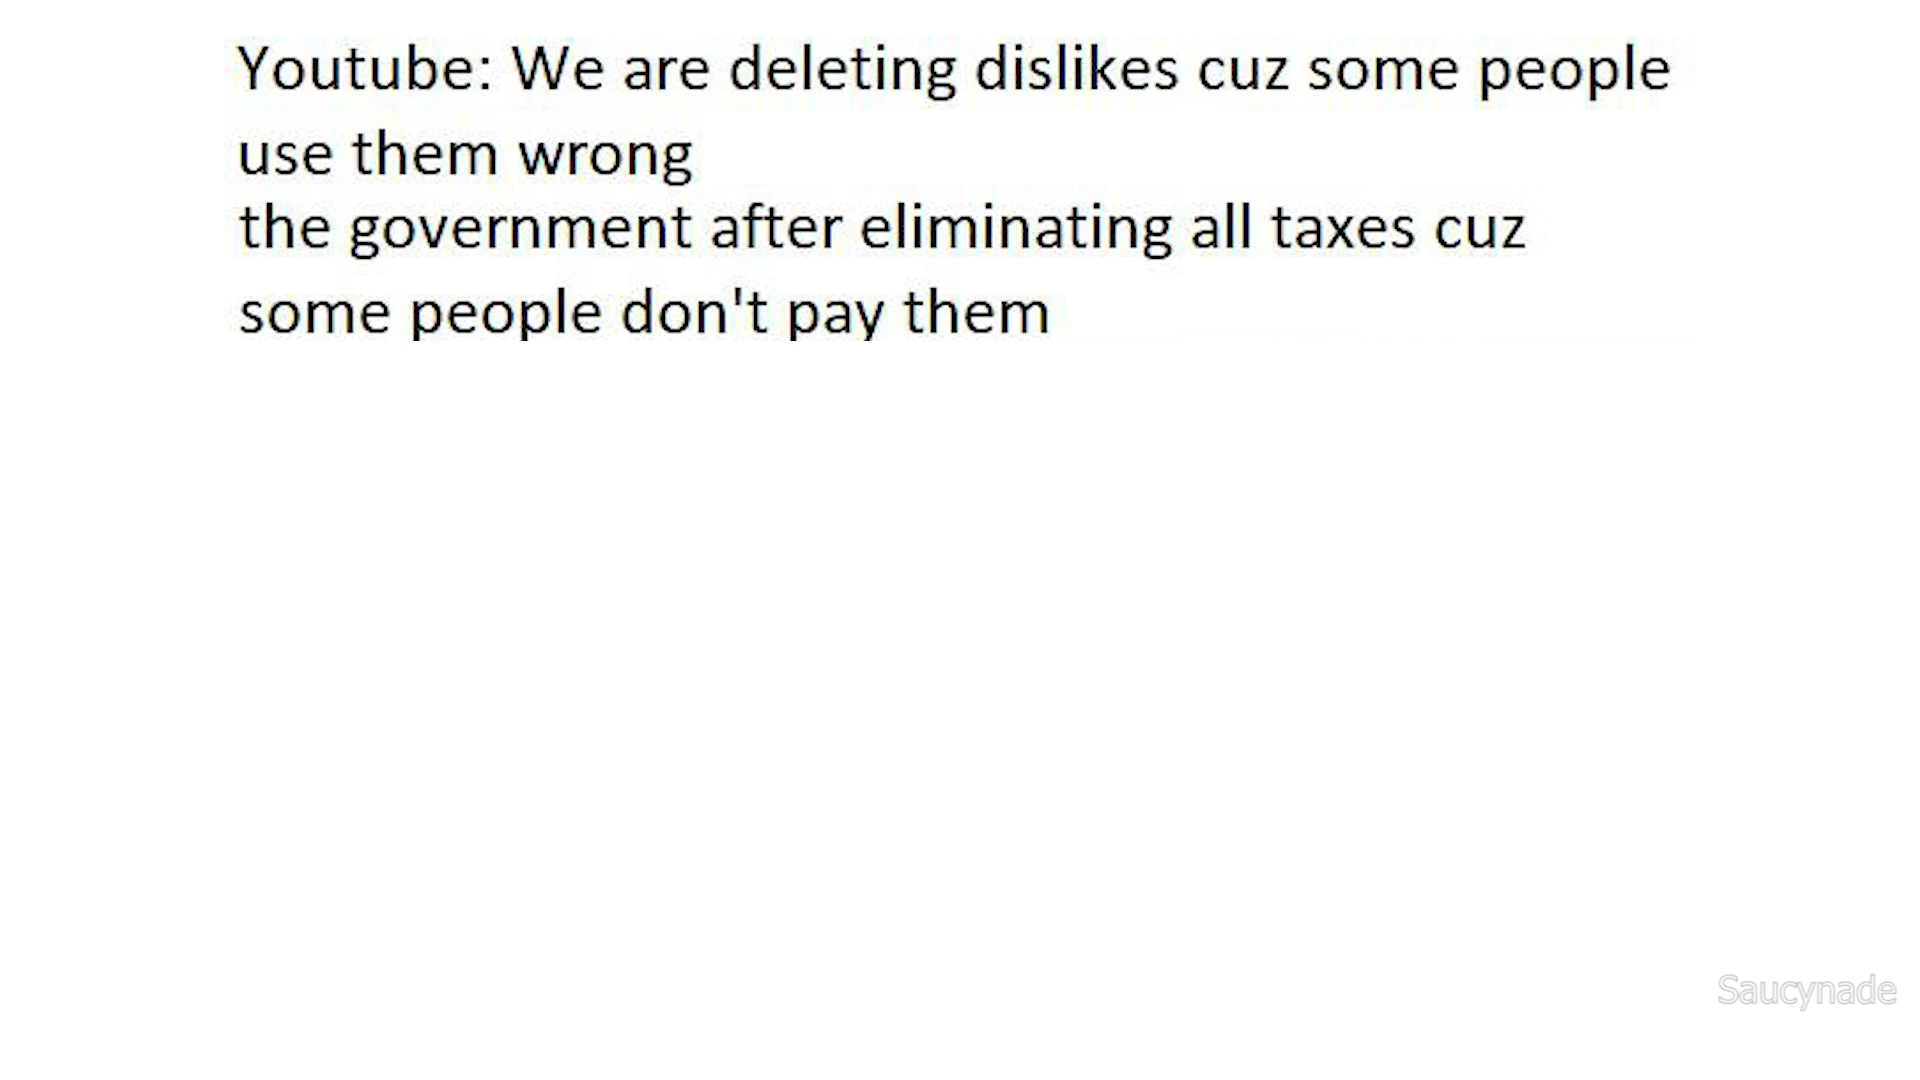 Youtube: We are deleting dislikes cuz some people
use them wrong
the government after eliminating all taxes cuz
some people don't pay them
Saucynade